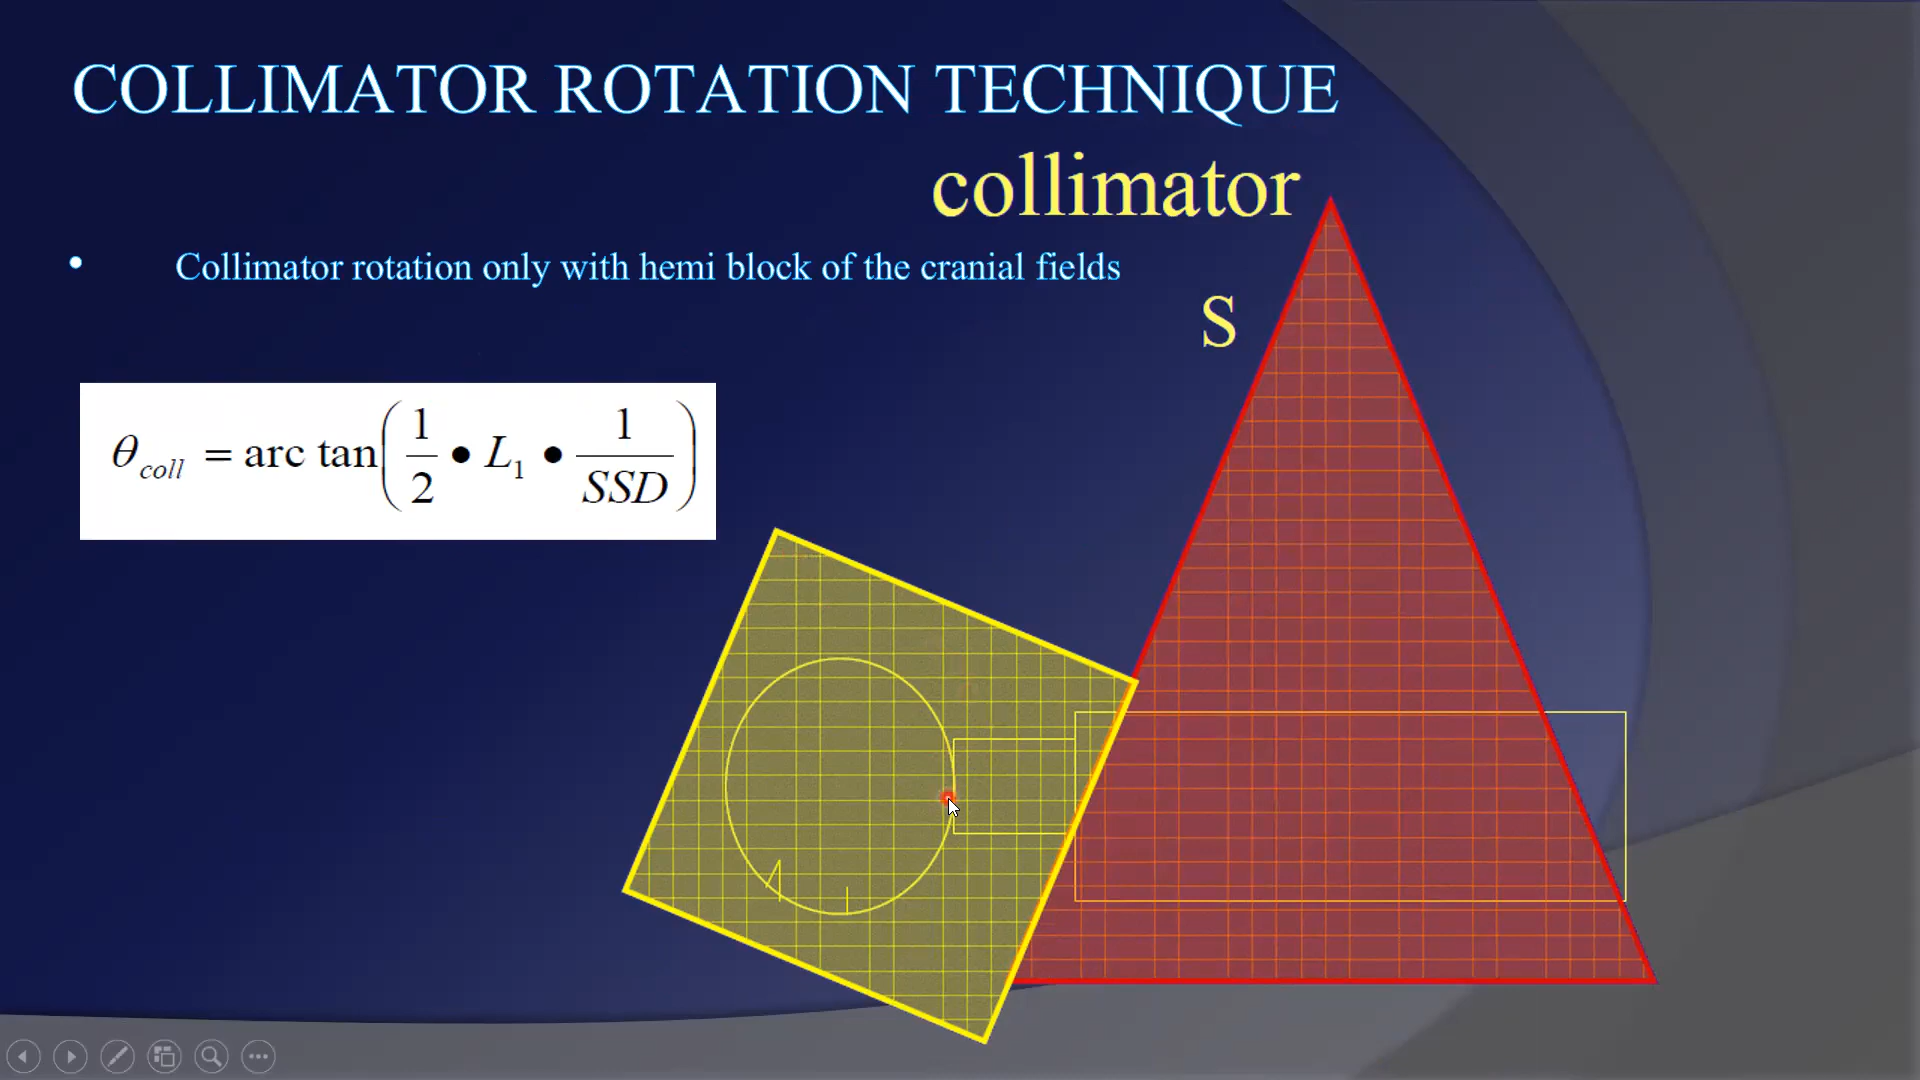 COLLIMATOR ROTATION TECHNIQUE
collimator
• Collimator rotation only with hemi block of the cranial fields
S
θ_coll = arc tan(1/2 • L₁ • 1/SSD)